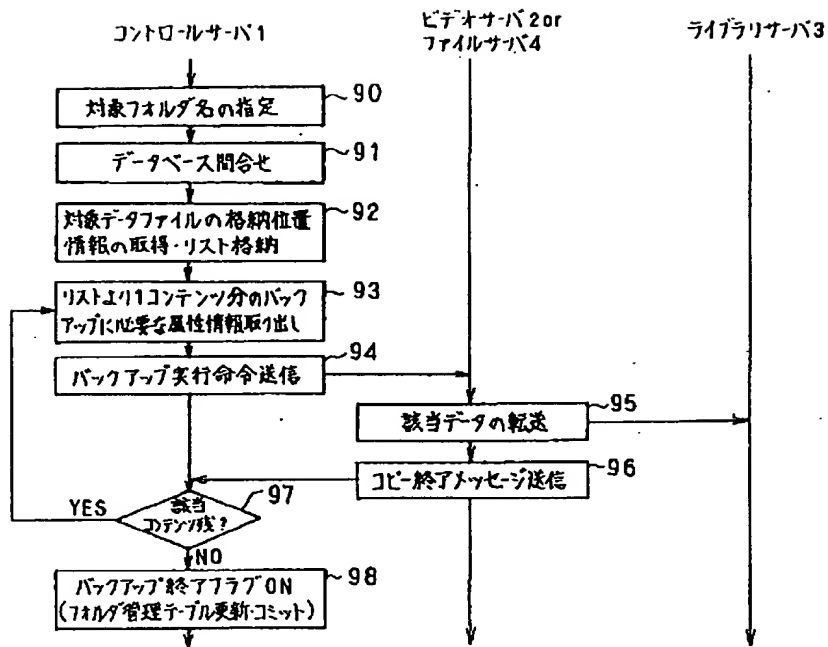 コントロールサーバ1
ビデオサーバ2or
ファイルサーバ4
ライブラリサーバ3
対象フォルダ名の指定
90
データベース問合せ
91
対象データファイルの格納位置
情報の取得・リスト格納
92
リストより1コンテンツ分のバック
アップに必要な属性情報取り出し
93
バックアップ実行命令送信
94
該当データの転送
95
コピー終了メッセージ送信
96
該当
コンテンツ残?
97
YES
NO
バックアップ終了フラグON
(フォルダ管理テーブル更新・コミット)
98